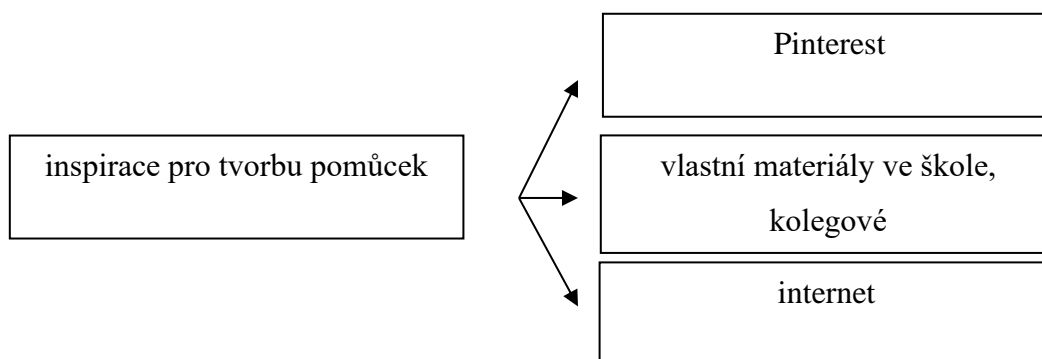 Pinterest
inspirace pro tvorbu pomůcek
vlastní materiály ve škole,
kolegové
internet